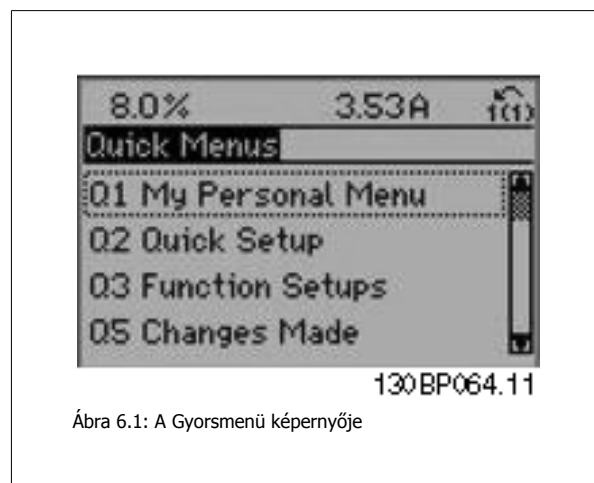 8.0% 3.53A 1(1)
Quick Menus
Q1 My Personal Menu
Q2 Quick Setup
Q3 Function Setups
Q5 Changes Made
130BP064.11
Ábra 6.1: A Gyorsmenü képernyője